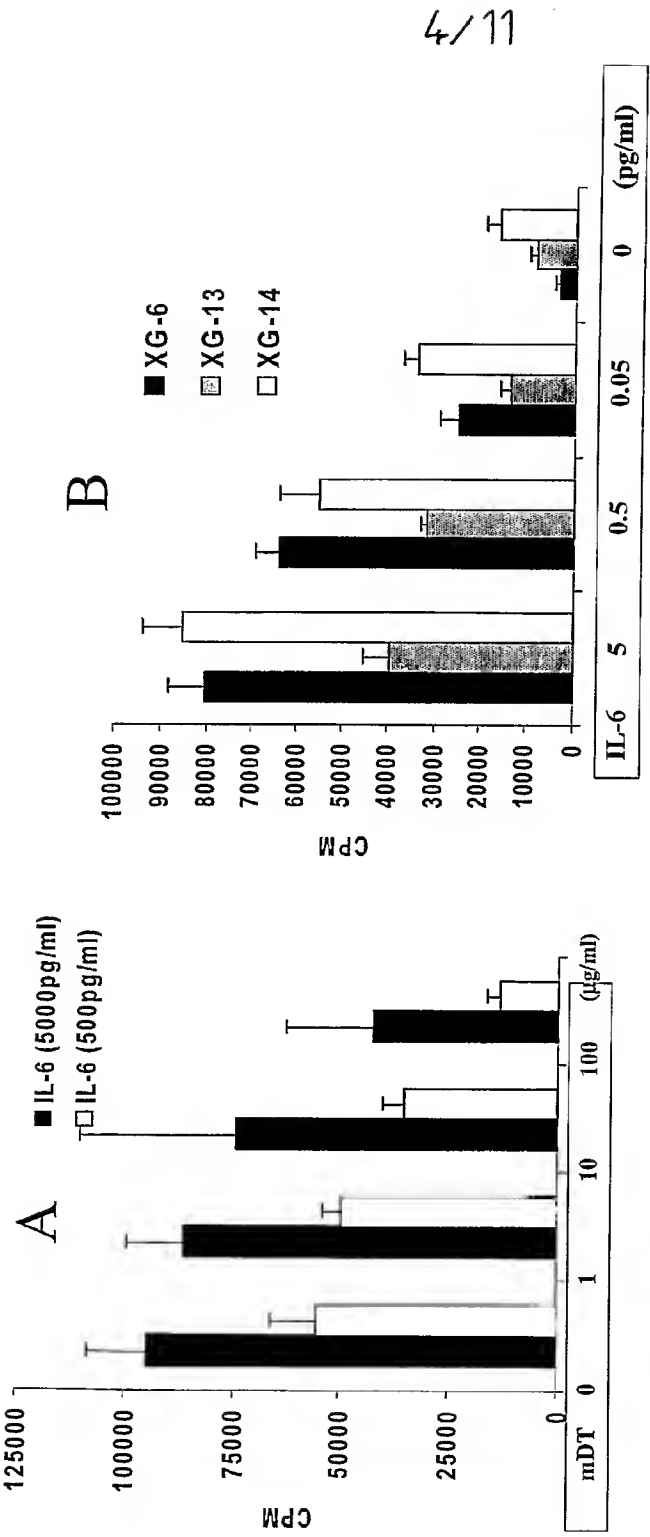 4/11
A
IL-6 (5000pg/ml)
IL-6 (500pg/ml)
CPM
125000
100000
75000
50000
25000
0
mDT 0 1 10 100 (µg/ml)
B
XG-6
XG-13
XG-14
CPM
100000
90000
80000
70000
60000
50000
40000
30000
20000
10000
0
IL-6 5 0.5 0.05 0 (pg/ml)